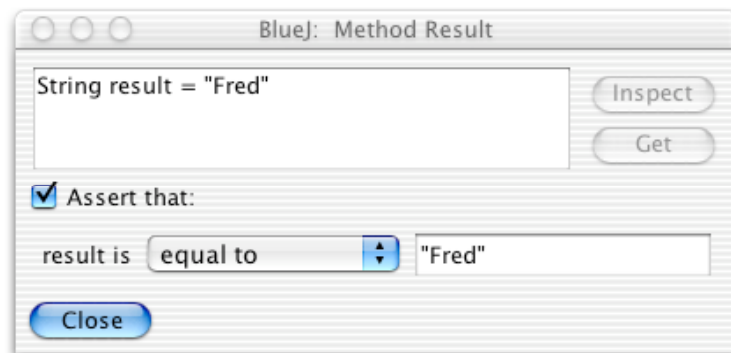 BlueJ: Method Result
String result = "Fred"
Inspect
Get
Assert that:
result is equal to "Fred"
Close